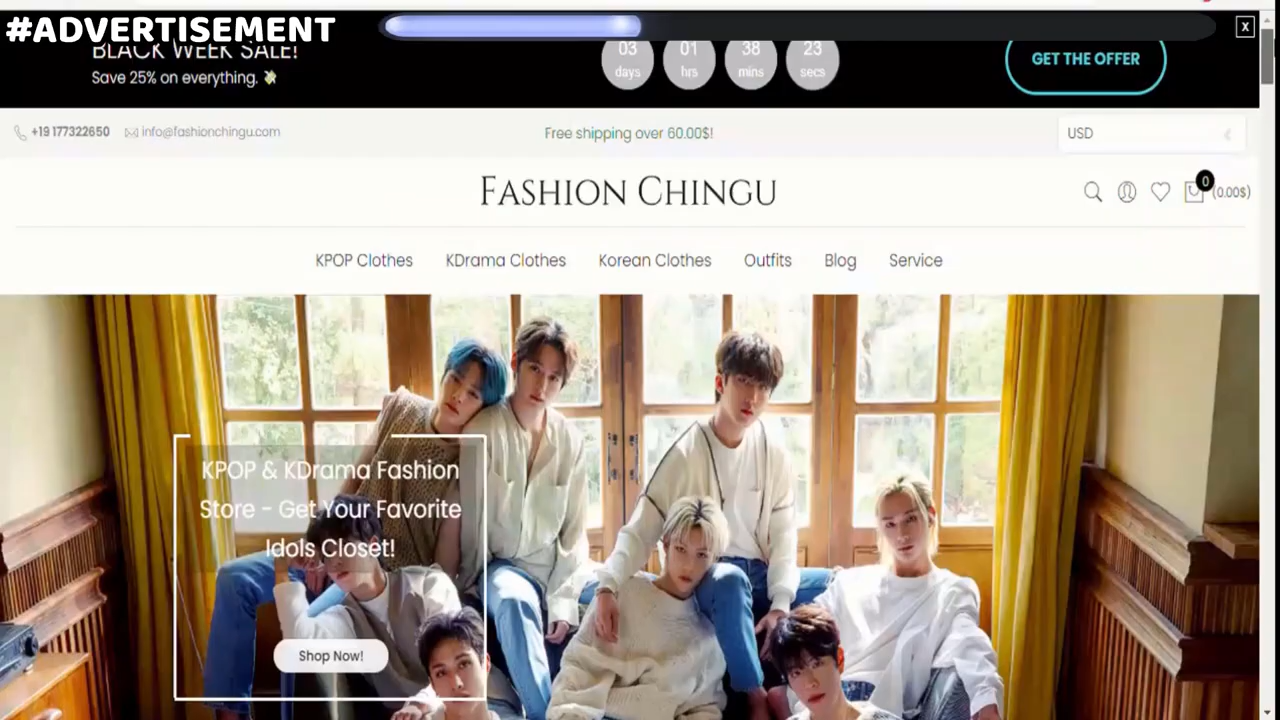 #ADVERTISEMENT
X
BLACK WEEK SALE!
Save 25% on everything.
03 01 38 23
days hrs mins secs
GET THE OFFER
+19177322650 info@fashionchingu.com
Free shipping over 60.00$!
USD
FASHION CHINGU
0
(0.00$)
KPOP Clothes KDrama Clothes Korean Clothes Outfits Blog Service
KPOP & KDrama Fashion
Store - Get Your Favorite
Idols Closet!
Shop Now!